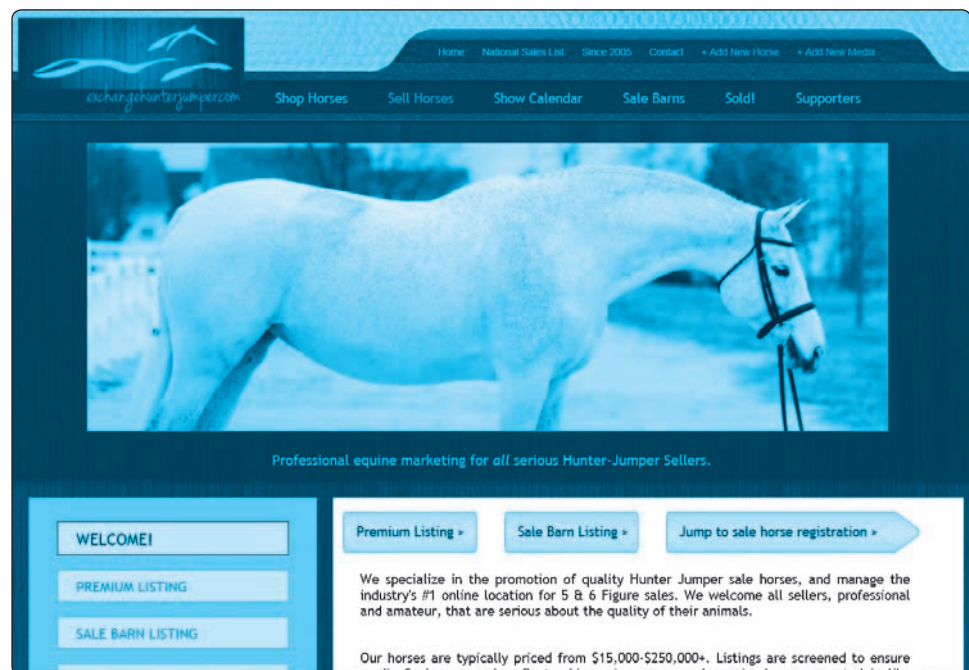 Home National Sales List Since 2005 Contact + Add New Horse + Add New Media
exchangehunterjumper.com
Shop Horses Sell Horses Show Calendar Sale Barns Sold! Supporters
Professional equine marketing for all serious Hunter-Jumper Sellers.
WELCOME!
PREMIUM LISTING
SALE BARN LISTING
Premium Listing » Sale Barn Listing » Jump to sale horse registration »
We specialize in the promotion of quality Hunter Jumper sale horses, and manage the
industry's #1 online location for 5 & 6 Figure sales. We welcome all sellers, professional
and amateur, that are serious about the quality of their animals.
Our horses are typically priced from $15,000-$250,000+. Listings are screened to ensure